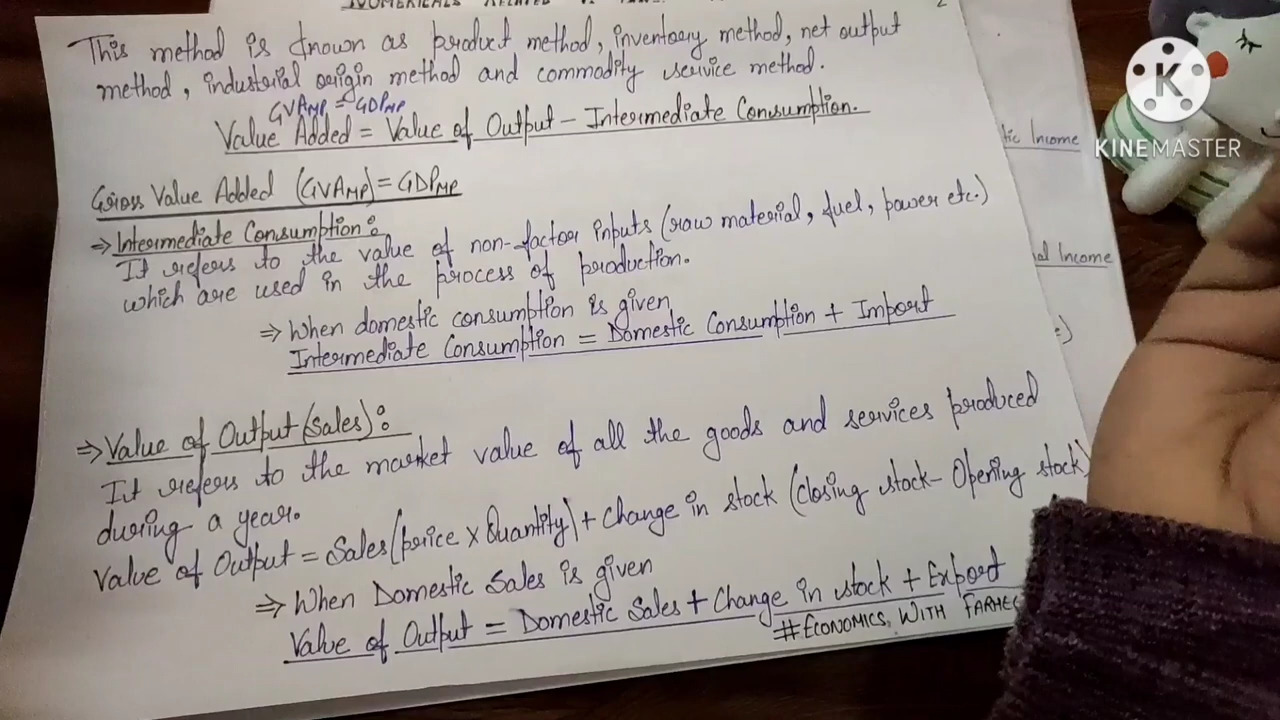 NUMERICALS RELATED
2
This method is known as product method, inventory method, net output
method, industrial origin method and commodity service method.
GVAMP = GDPMP
Value Added = Value of Output - Intermediate Consumption.
Gross Value Added (GVAMP) = GDPMP
⇒ Intermediate Consumption:
It refers to the value of non-factor inputs (raw material, fuel, power etc.)
which are used in the process of production.
⇒ When domestic consumption is given
Intermediate Consumption = Domestic Consumption + Import
⇒ Value of Output (Sales):
It refers to the market value of all the goods and services produced
during a year.
Value of Output = Sales (price × Quantity) + Change in stock (Closing stock - Opening stock)
⇒ When Domestic Sales is given
Value of Output = Domestic Sales + Change in stock + Export
#ECONOMICS, WITH
tic Income
al Income
K
KINEMASTER